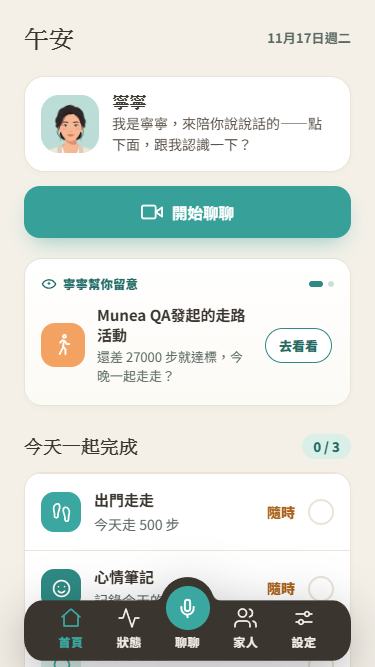 午安
11月17日週二
寧寧
我是寧寧，來陪你說說話的——點
下面，跟我認識一下？
開始聊聊
寧寧幫你留意
Munea QA發起的走路
活動
還差 27000 步就達標，今
晚一起走走？
去看看
今天一起完成
0 / 3
出門走走
今天走 500 步
隨時
心情筆記
隨時
首頁
狀態
聊聊
家人
設定